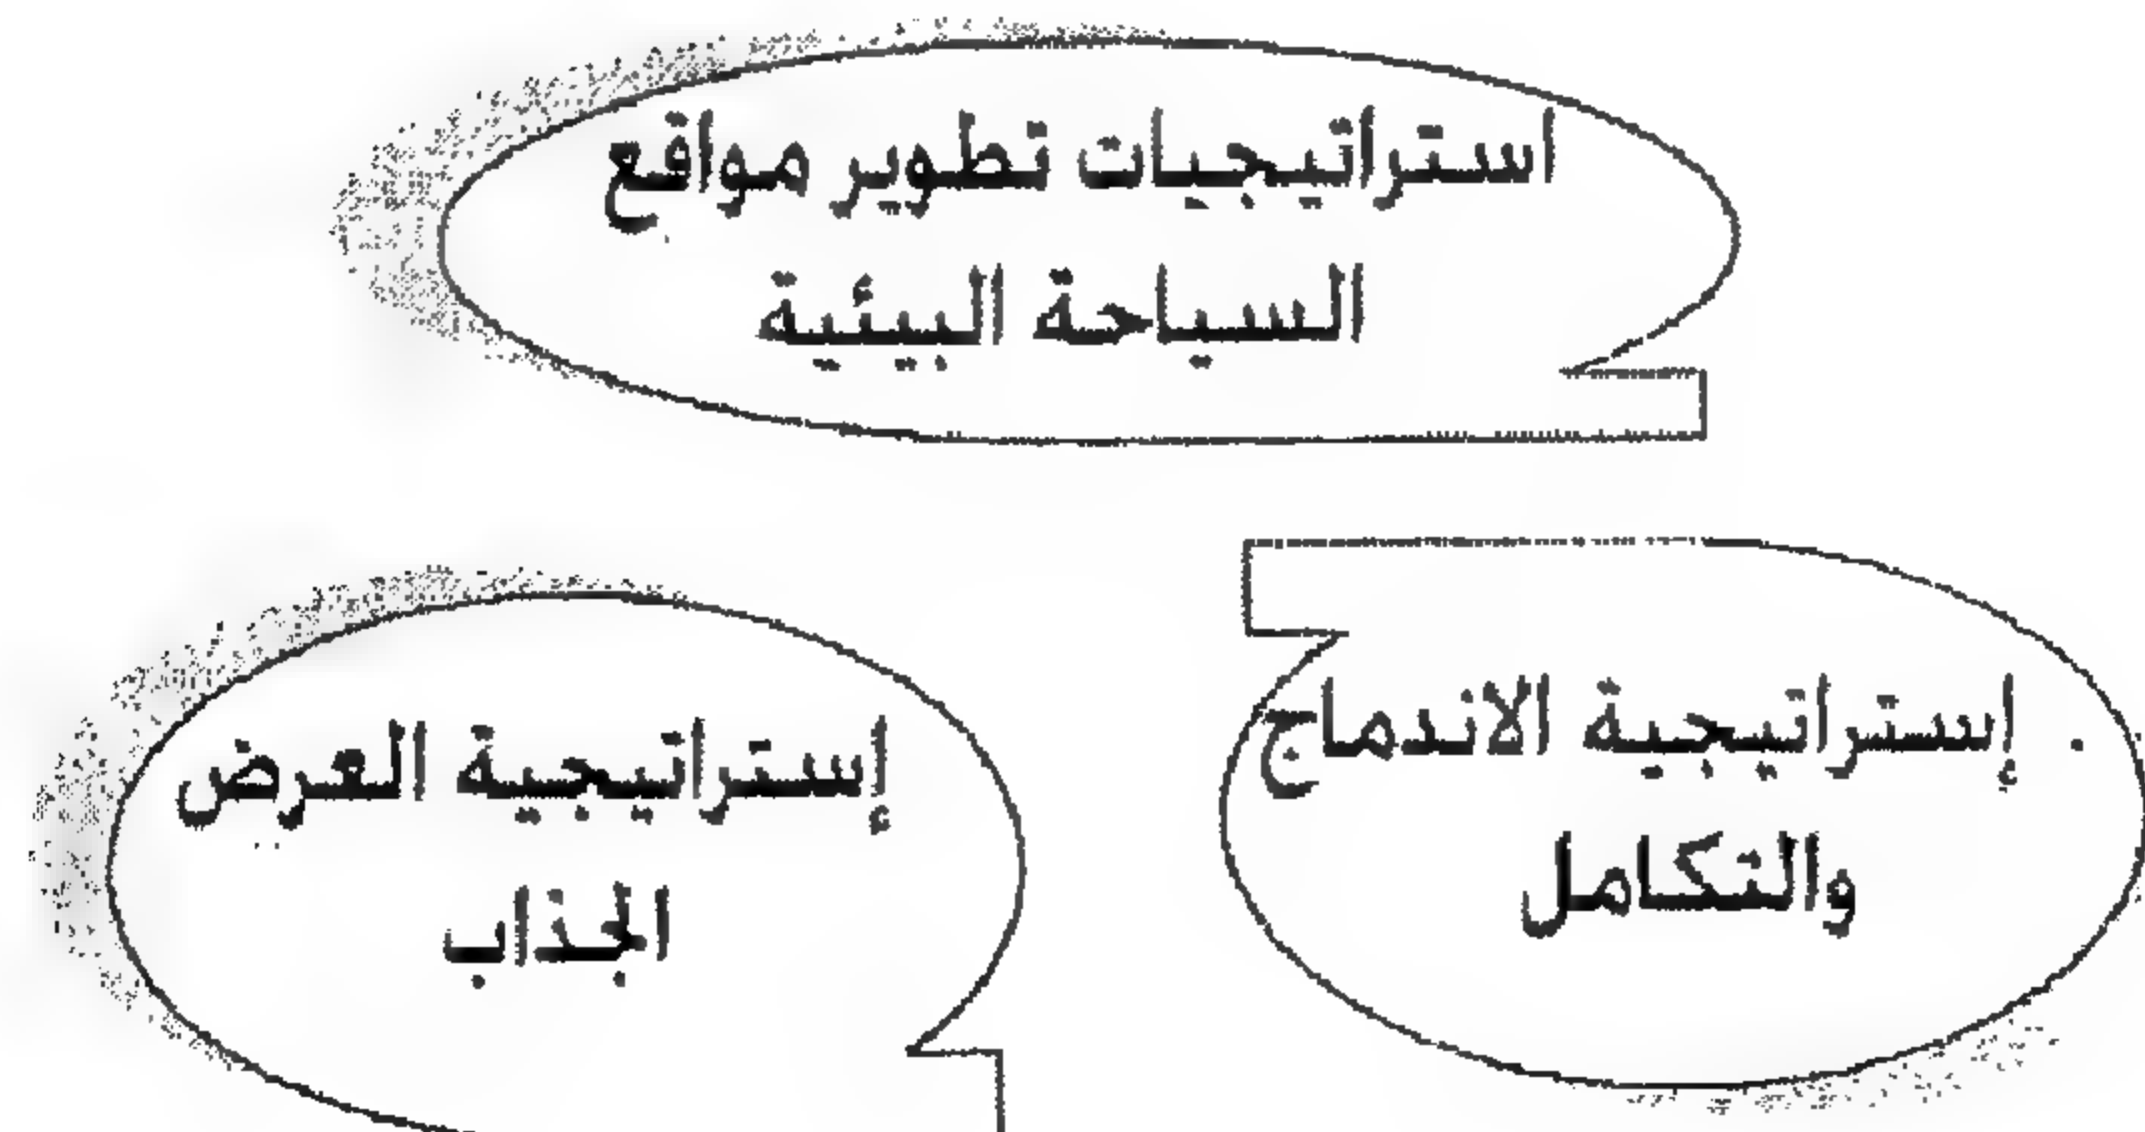 استراتيجيات تطوير مواقع
السياحة البيئية
إستراتيجية الاندماج
والتكامل
إستراتيجية العرض
الجذاب